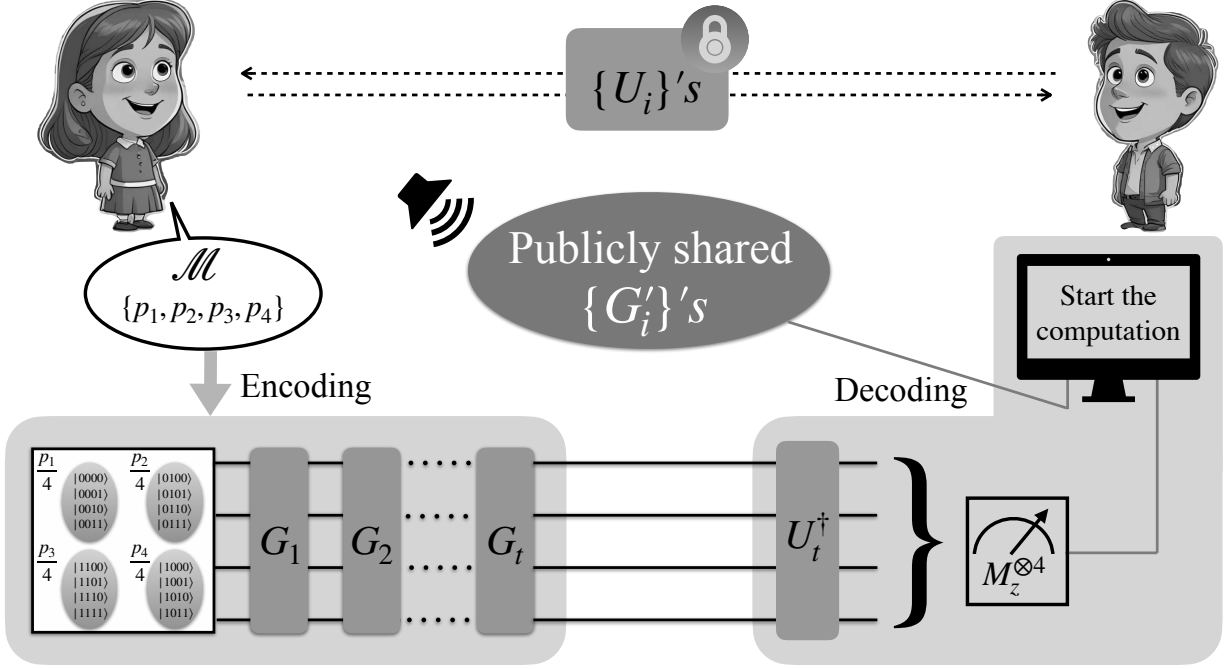 {U_i}'s
Publicly shared
{G'_i}'s
ℳ
{p_1, p_2, p_3, p_4}
Start the
computation
Encoding
Decoding
p_1/4
|0000⟩
|0001⟩
|0010⟩
|0011⟩
p_2/4
|0100⟩
|0101⟩
|0110⟩
|0111⟩
p_3/4
|1100⟩
|1101⟩
|1110⟩
|1111⟩
p_4/4
|1000⟩
|1001⟩
|1010⟩
|1011⟩
G_1
G_2
G_t
U_t^†
M_z^{⊗4}